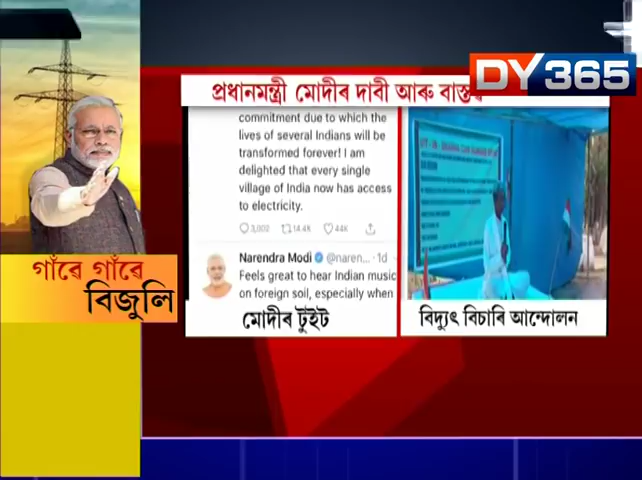 DY365
প্ৰধানমন্ত্ৰী মোদীৰ দাবী আৰু
commitment due to which the
lives of several Indians will be
transformed forever! I am
delighted that every single
village of India now has access
to electricity.
3,002 14.4K 44K
Narendra Modi @naren... · 1d
Feels great to hear Indian music
on foreign soil, especially when
মোদীৰ টুইট
বিদ্যুৎ বিচাৰি আন্দোলন
গাঁৱে গাঁৱে
বিজুলি